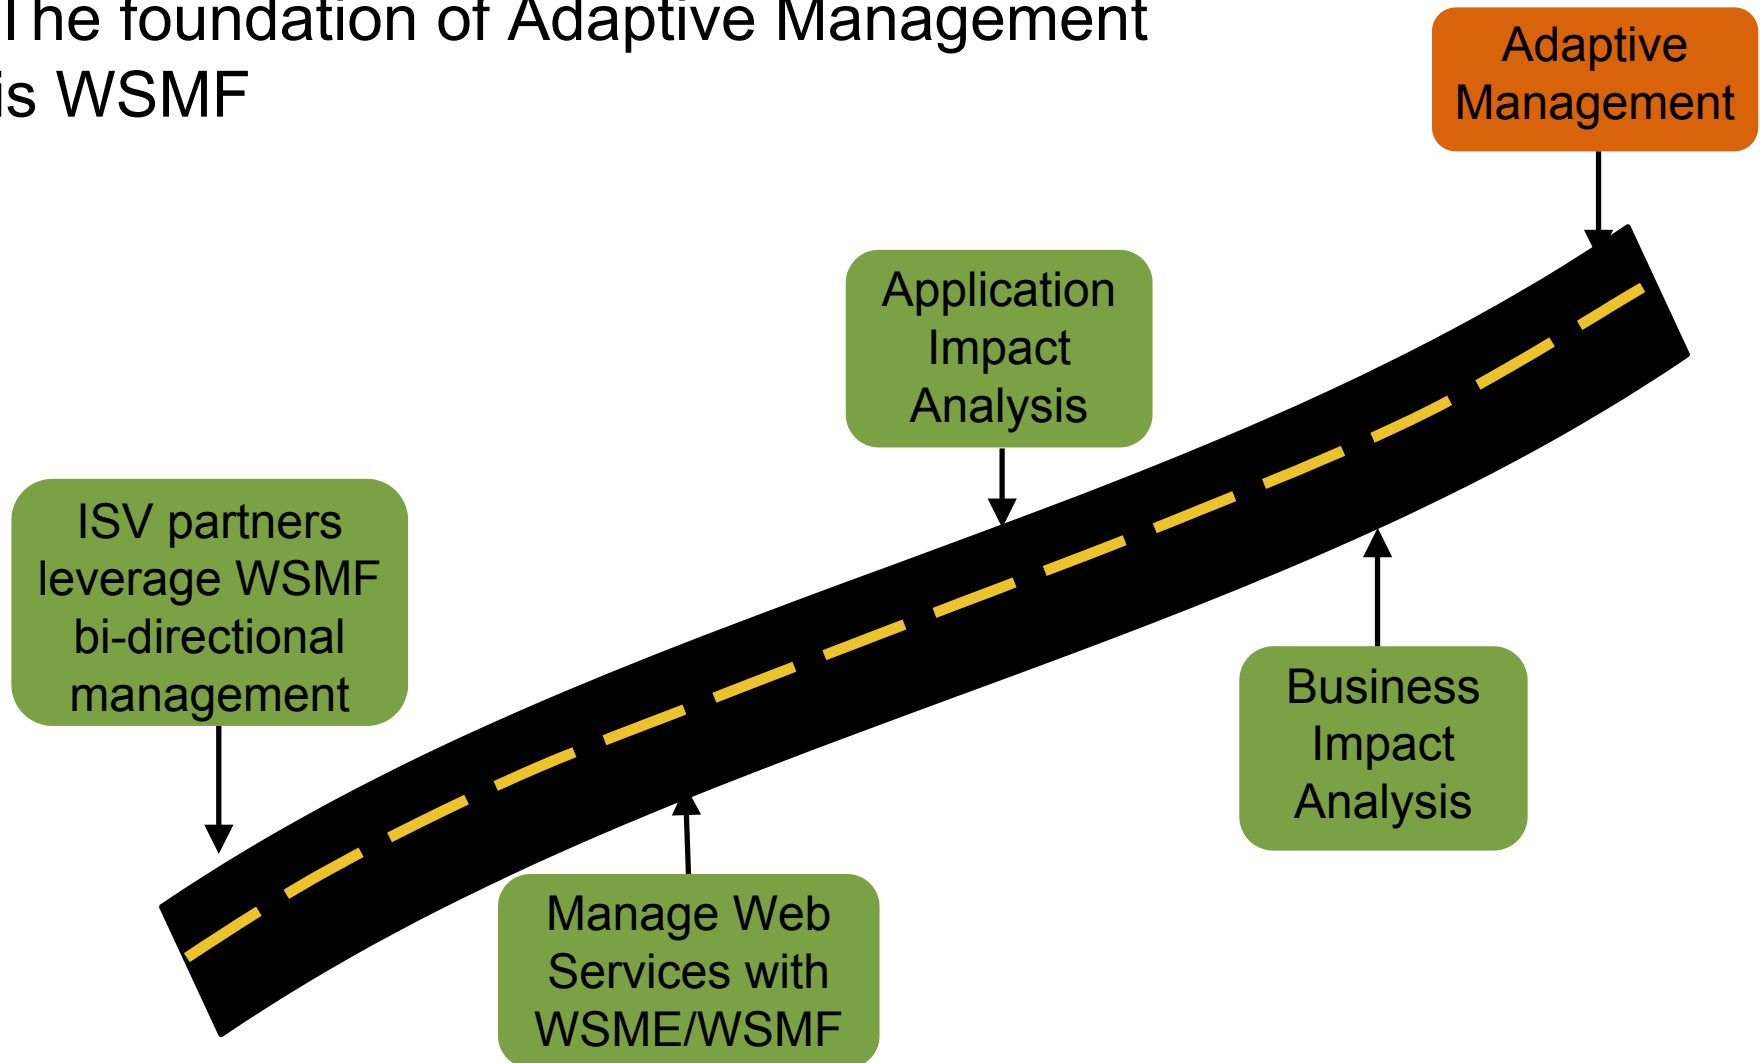 The foundation of Adaptive Management
is WSMF
Adaptive
Management
Application
Impact
Analysis
ISV partners
leverage WSMF
bi-directional
management
Business
Impact
Analysis
Manage Web
Services with
WSME/WSMF